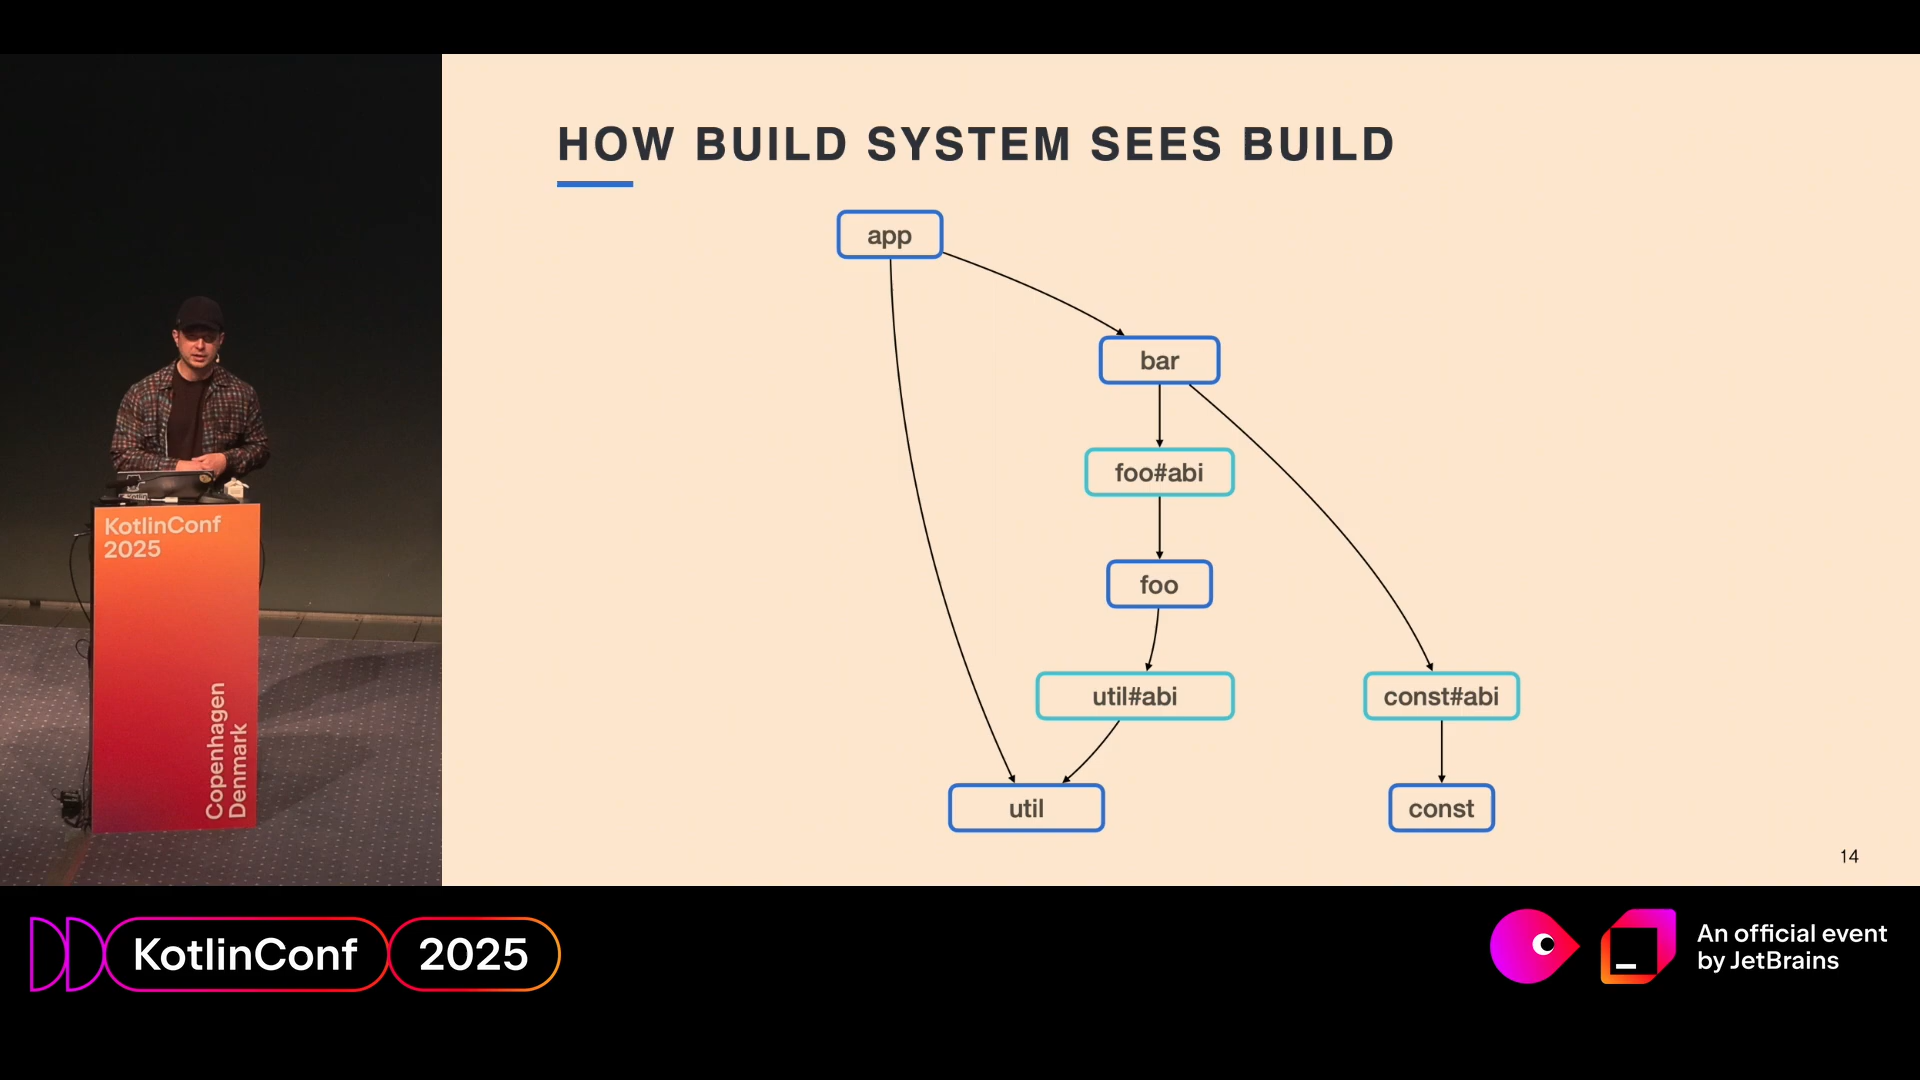 HOW BUILD SYSTEM SEES BUILD
app
bar
foo#abi
foo
util#abi
const#abi
util
const
14
KotlinConf
2025
Copenhagen
Denmark
KotlinConf 2025
An official event
by JetBrains